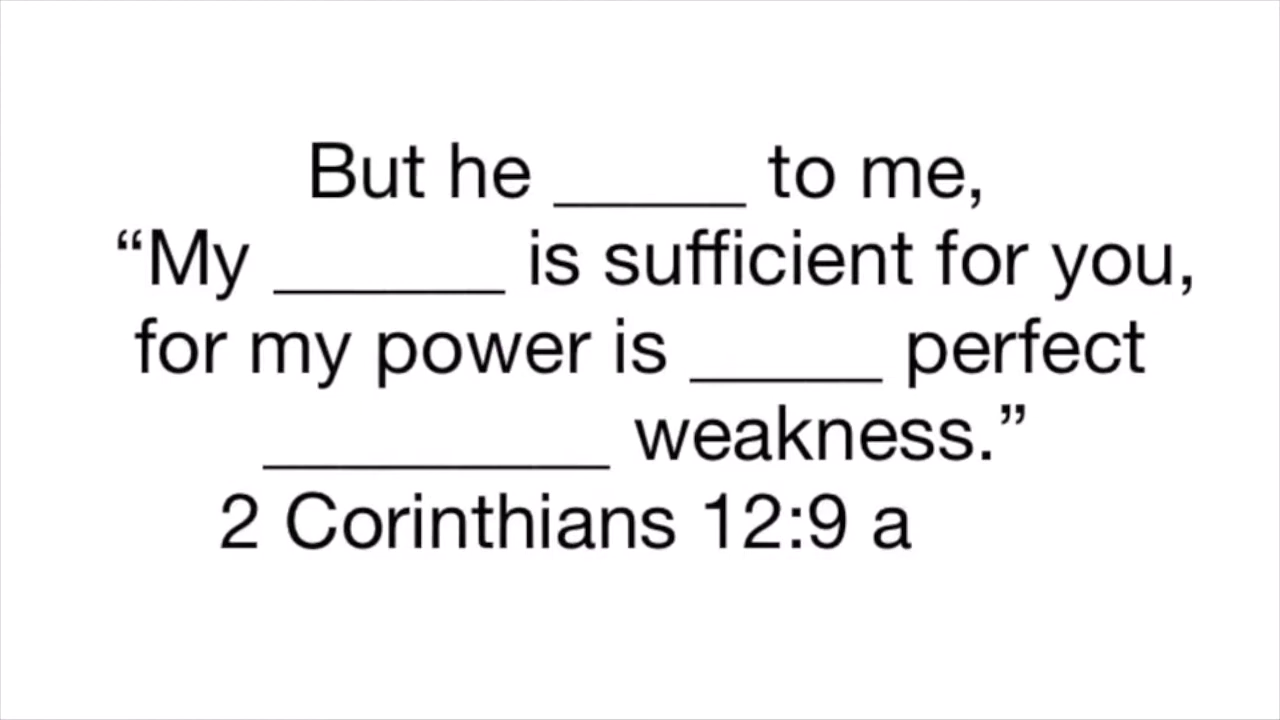 But he _____ to me,
“My ______ is sufficient for you,
for my power is _____ perfect
_________ weakness.”
2 Corinthians 12:9 a